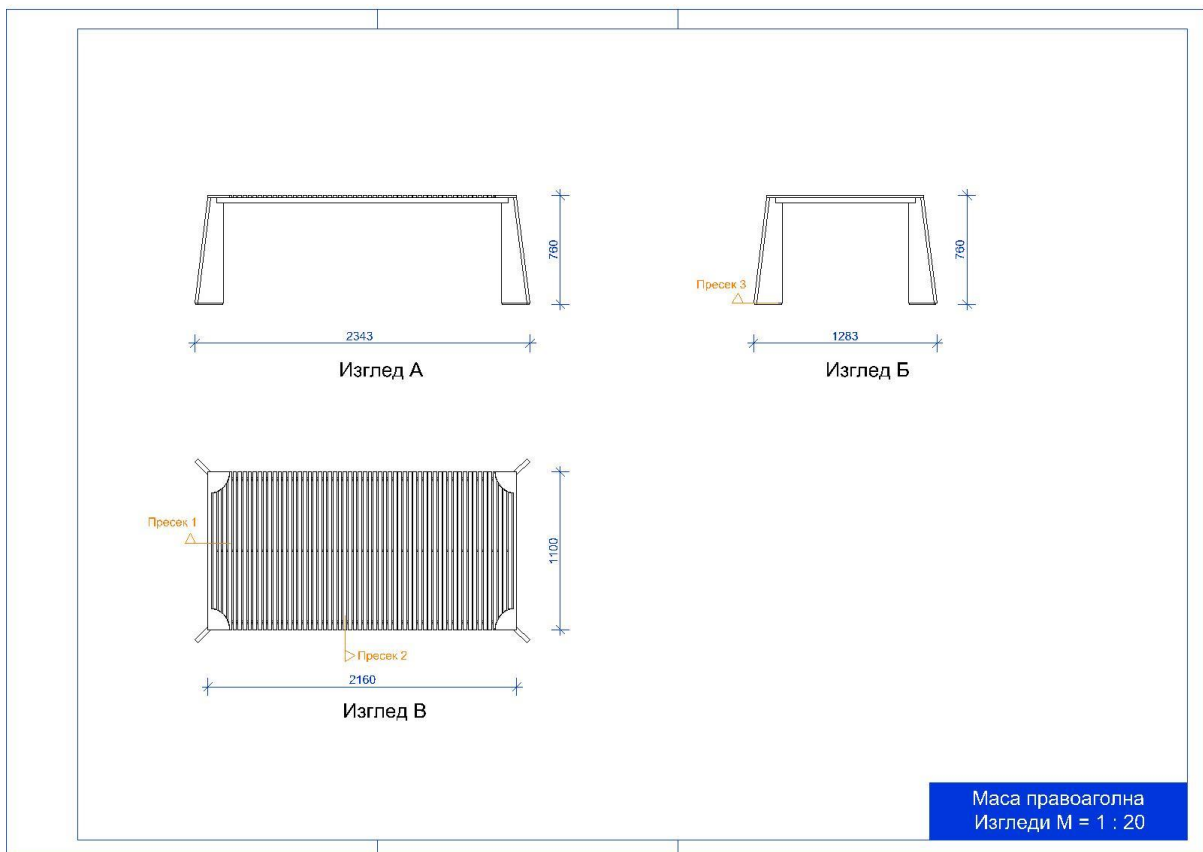 760
2343
Изглед А
760
Пресек 3
1283
Изглед Б
Пресек 1
1100
Пресек 2
2160
Изглед В
Маса правоаголна
Изгледи М = 1 : 20